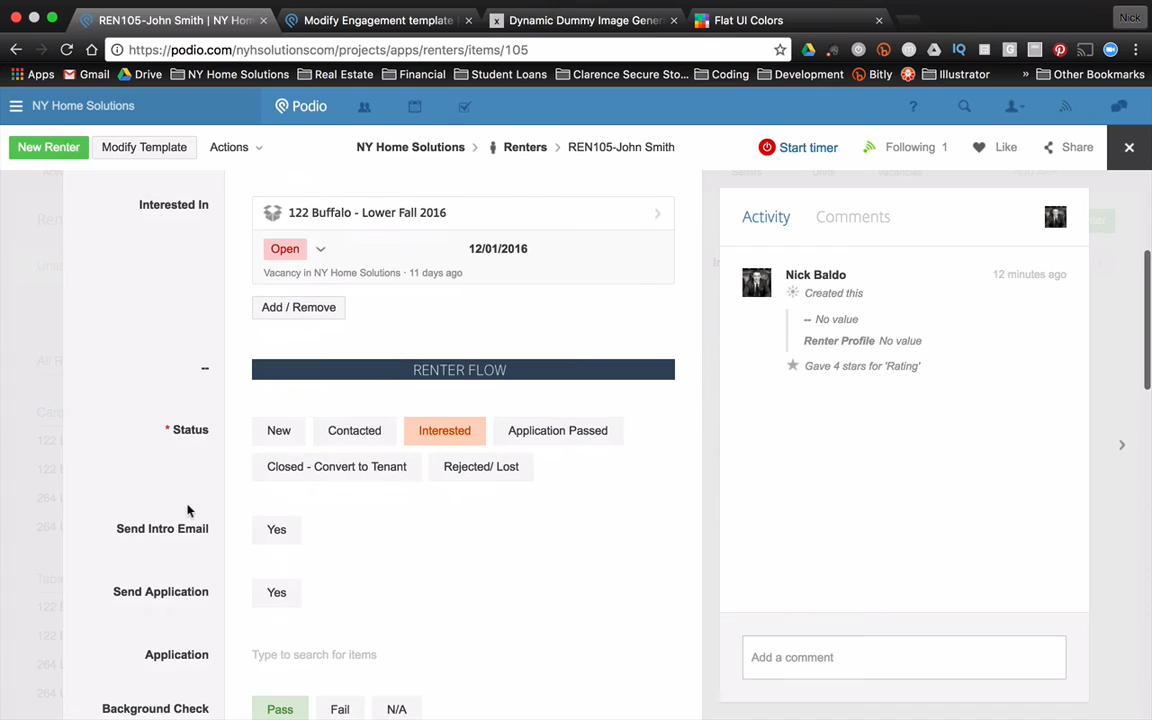 REN105-John Smith | NY Hom
Modify Engagement template
Dynamic Dummy Image Gener
Flat UI Colors
Nick
https://podio.com/nyhsolutionscom/projects/apps/renters/items/105
Apps
Gmail
Drive
NY Home Solutions
Real Estate
Financial
Student Loans
Clarence Secure Sto...
Coding
Development
Bitly
Illustrator
» Other Bookmarks
NY Home Solutions
Podio
New Renter
Modify Template
Actions
NY Home Solutions
Renters
REN105-John Smith
Start timer
Following 1
Like
Share
Interested In
122 Buffalo - Lower Fall 2016
Open
12/01/2016
Vacancy in NY Home Solutions · 11 days ago
Add / Remove
--
RENTER FLOW
* Status
New
Contacted
Interested
Application Passed
Closed - Convert to Tenant
Rejected/ Lost
Send Intro Email
Yes
Send Application
Yes
Application
Type to search for items
Background Check
Pass
Fail
N/A
Activity
Comments
Nick Baldo
12 minutes ago
Created this
-- No value
Renter Profile No value
Gave 4 stars for 'Rating'
Add a comment